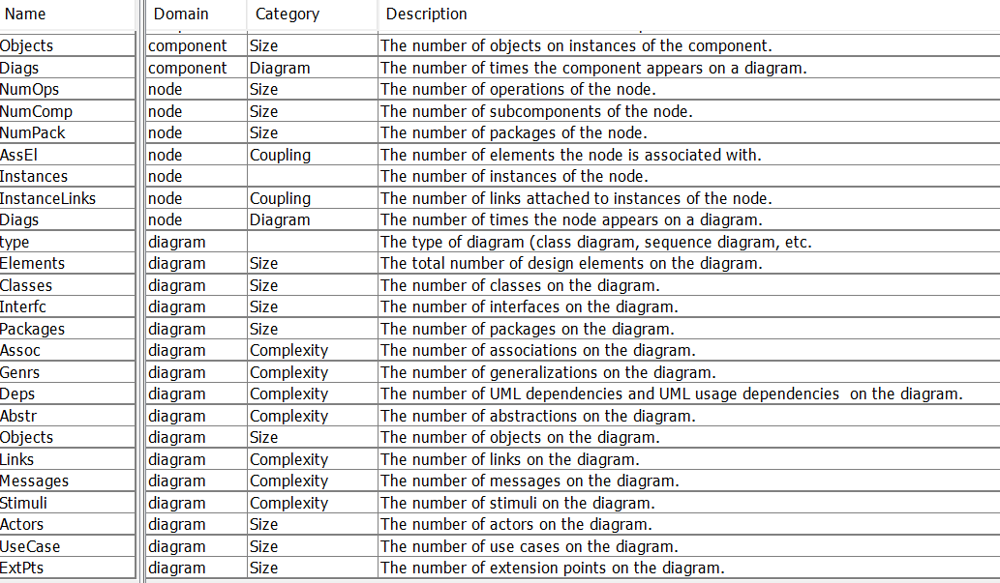 Name Domain Category Description
Objects component Size The number of objects on instances of the component.
Diags component Diagram The number of times the component appears on a diagram.
NumOps node Size The number of operations of the node.
NumComp node Size The number of subcomponents of the node.
NumPack node Size The number of packages of the node.
AssEl node Coupling The number of elements the node is associated with.
Instances node The number of instances of the node.
InstanceLinks node Coupling The number of links attached to instances of the node.
Diags node Diagram The number of times the node appears on a diagram.
type diagram The type of diagram (class diagram, sequence diagram, etc.
Elements diagram Size The total number of design elements on the diagram.
Classes diagram Size The number of classes on the diagram.
Interfc diagram Size The number of interfaces on the diagram.
Packages diagram Size The number of packages on the diagram.
Assoc diagram Complexity The number of associations on the diagram.
Genrs diagram Complexity The number of generalizations on the diagram.
Deps diagram Complexity The number of UML dependencies and UML usage dependencies  on the diagram.
Abstr diagram Complexity The number of abstractions on the diagram.
Objects diagram Size The number of objects on the diagram.
Links diagram Complexity The number of links on the diagram.
Messages diagram Complexity The number of messages on the diagram.
Stimuli diagram Complexity The number of stimuli on the diagram.
Actors diagram Size The number of actors on the diagram.
UseCase diagram Size The number of use cases on the diagram.
ExtPts diagram Size The number of extension points on the diagram.